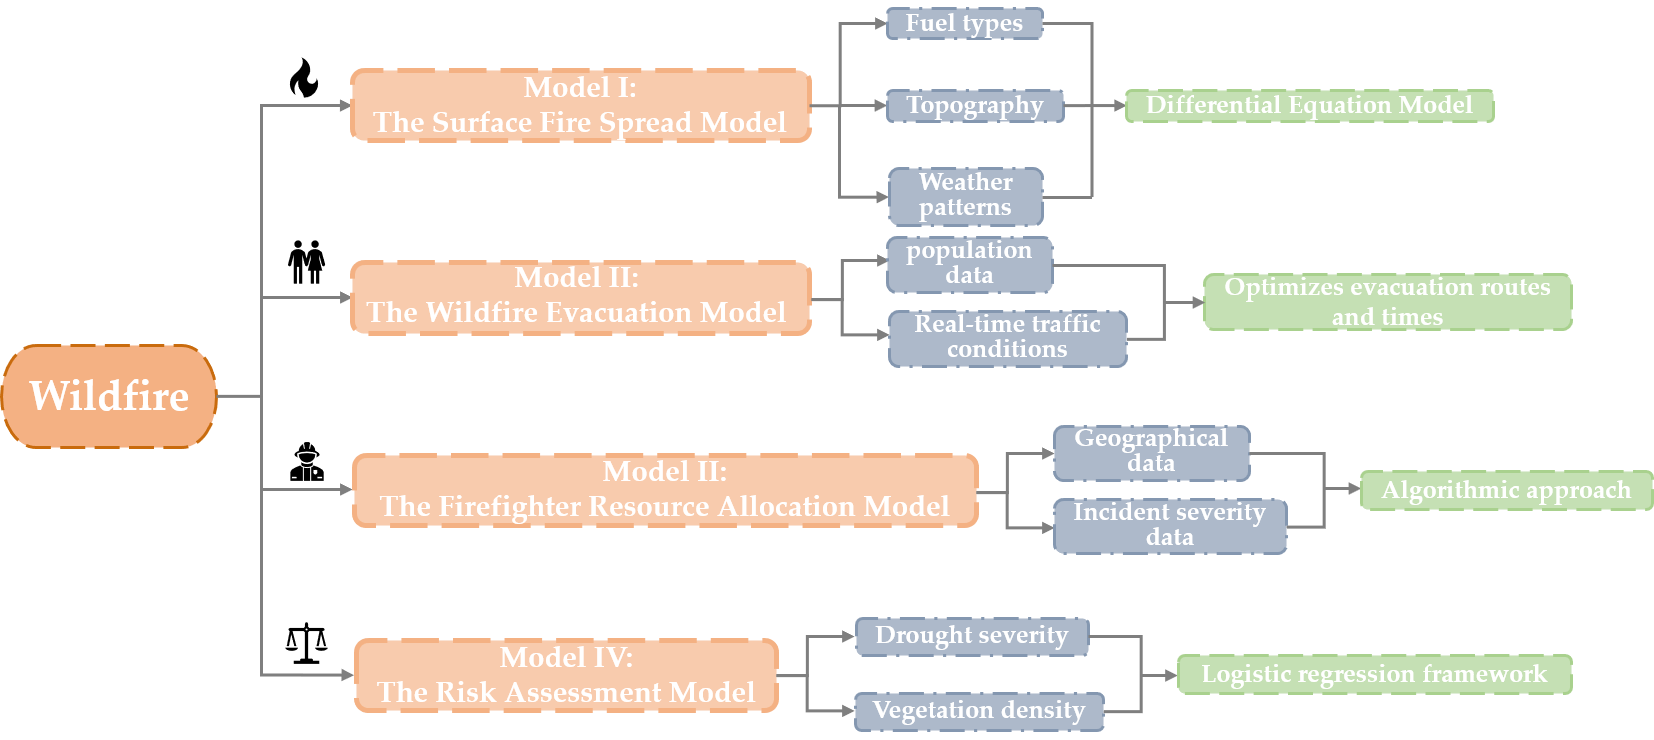 Wildfire
Model I:
The Surface Fire Spread Model
Fuel types
Topography
Weather
patterns
Differential Equation Model
Model II:
The Wildfire Evacuation Model
population
data
Real-time traffic
conditions
Optimizes evacuation routes
and times
Model II:
The Firefighter Resource Allocation Model
Geographical
data
Incident severity
data
Algorithmic approach
Model IV:
The Risk Assessment Model
Drought severity
Vegetation density
Logistic regression framework